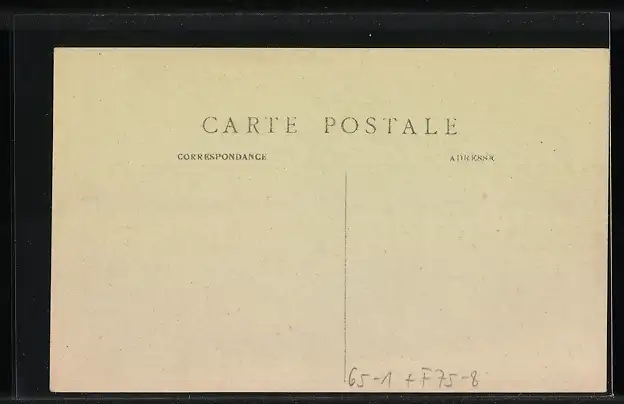 CARTE POSTALE
CORRESPONDANCE ADRESSE
65-1 + F75-8